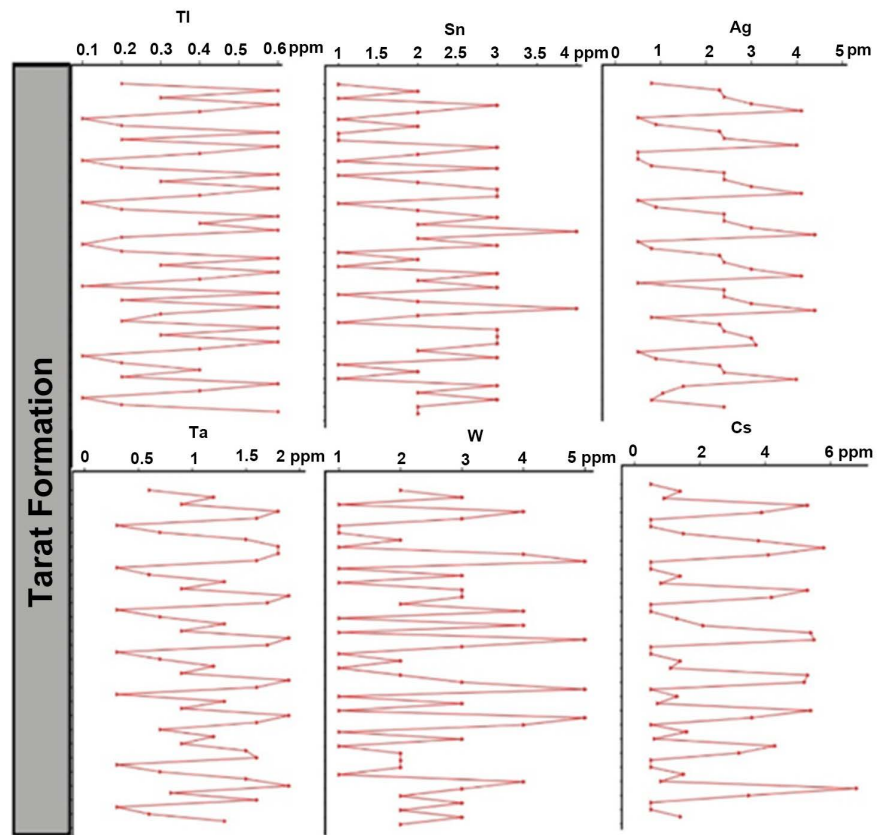 Tl
0.1 0.2 0.3 0.4 0.5 0.6 ppm
Sn
1 1.5 2 2.5 3 3.5 4 ppm
Ag
0 1 2 3 4 5 pm
Tarat Formation
Ta
0 0.5 1 1.5 2 ppm
W
1 2 3 4 5 ppm
Cs
0 2 4 6 ppm